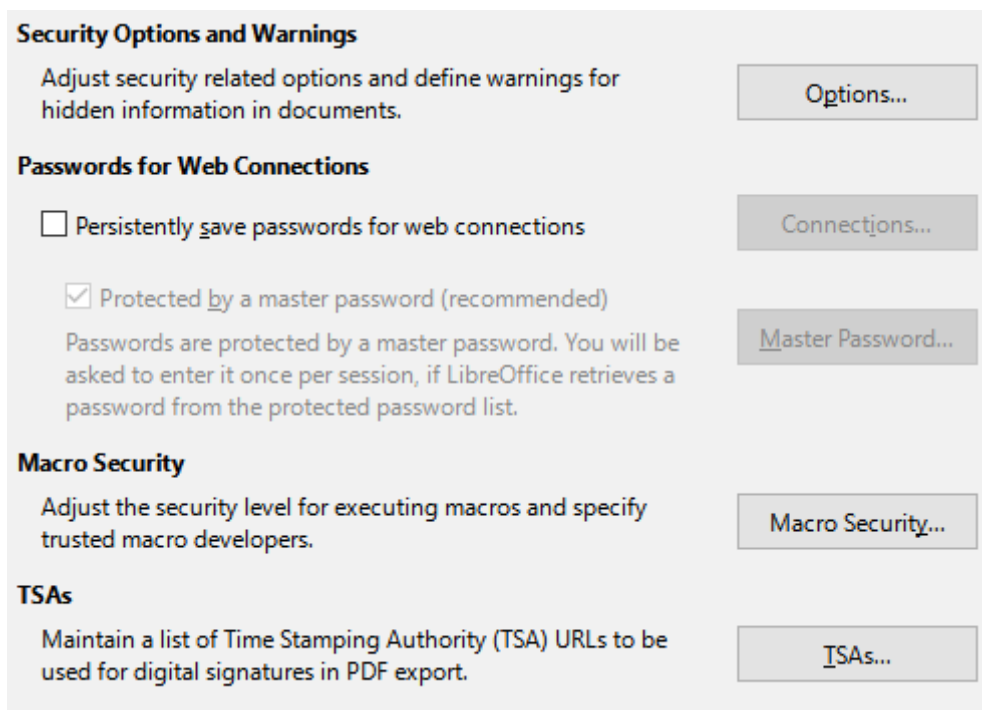 Security Options and Warnings
Adjust security related options and define warnings for
hidden information in documents.
Options...
Passwords for Web Connections
Persistently save passwords for web connections
Connections...
Protected by a master password (recommended)
Passwords are protected by a master password. You will be
asked to enter it once per session, if LibreOffice retrieves a
password from the protected password list.
Master Password...
Macro Security
Adjust the security level for executing macros and specify
trusted macro developers.
Macro Security...
TSAs
Maintain a list of Time Stamping Authority (TSA) URLs to be
used for digital signatures in PDF export.
TSAs...